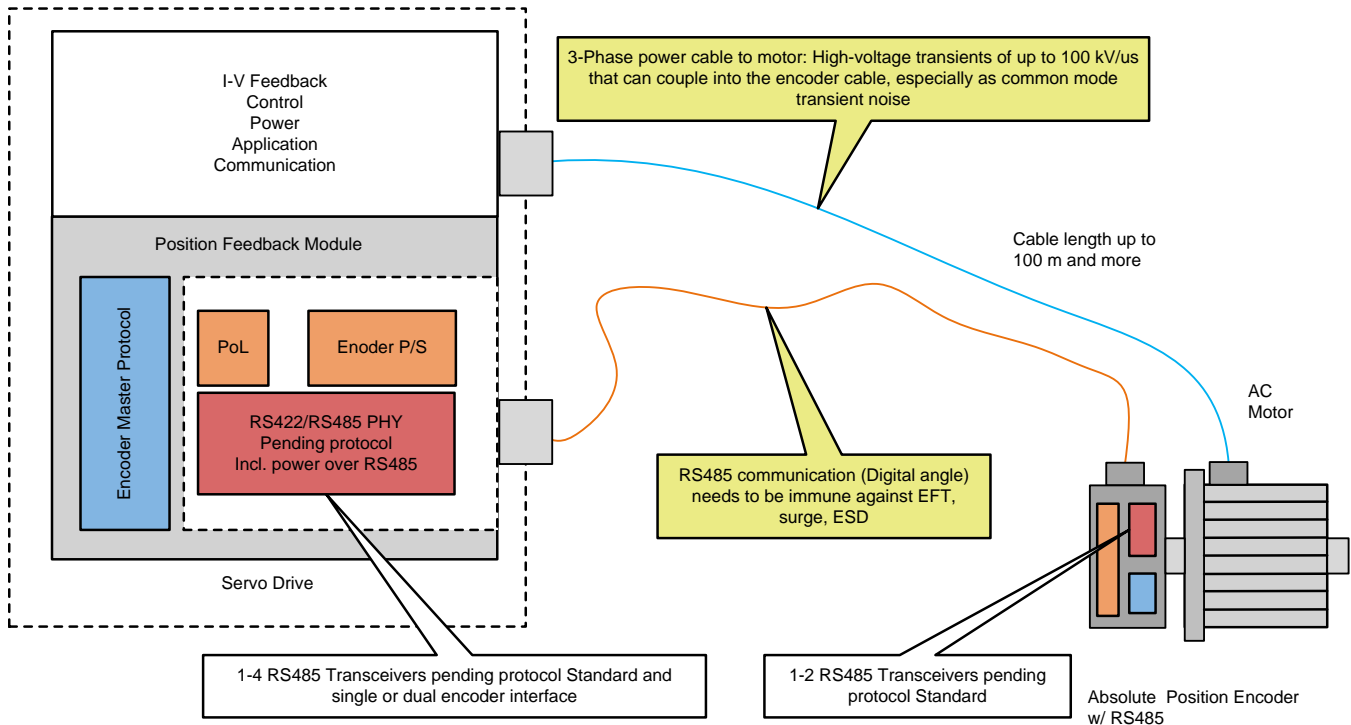 I-V Feedback
Control
Power
Application
Communication
3-Phase power cable to motor: High-voltage transients of up to 100 kV/us
that can couple into the encoder cable, especially as common mode
transient noise
Position Feedback Module
Cable length up to
100 m and more
Encoder Master Protocol
PoL
Enoder P/S
RS422/RS485 PHY
Pending protocol
Incl. power over RS485
AC
Motor
RS485 communication (Digital angle)
needs to be immune against EFT,
surge, ESD
Servo Drive
1-4 RS485 Transceivers pending protocol Standard and
single or dual encoder interface
1-2 RS485 Transceivers pending
protocol Standard
Absolute Position Encoder
w/ RS485